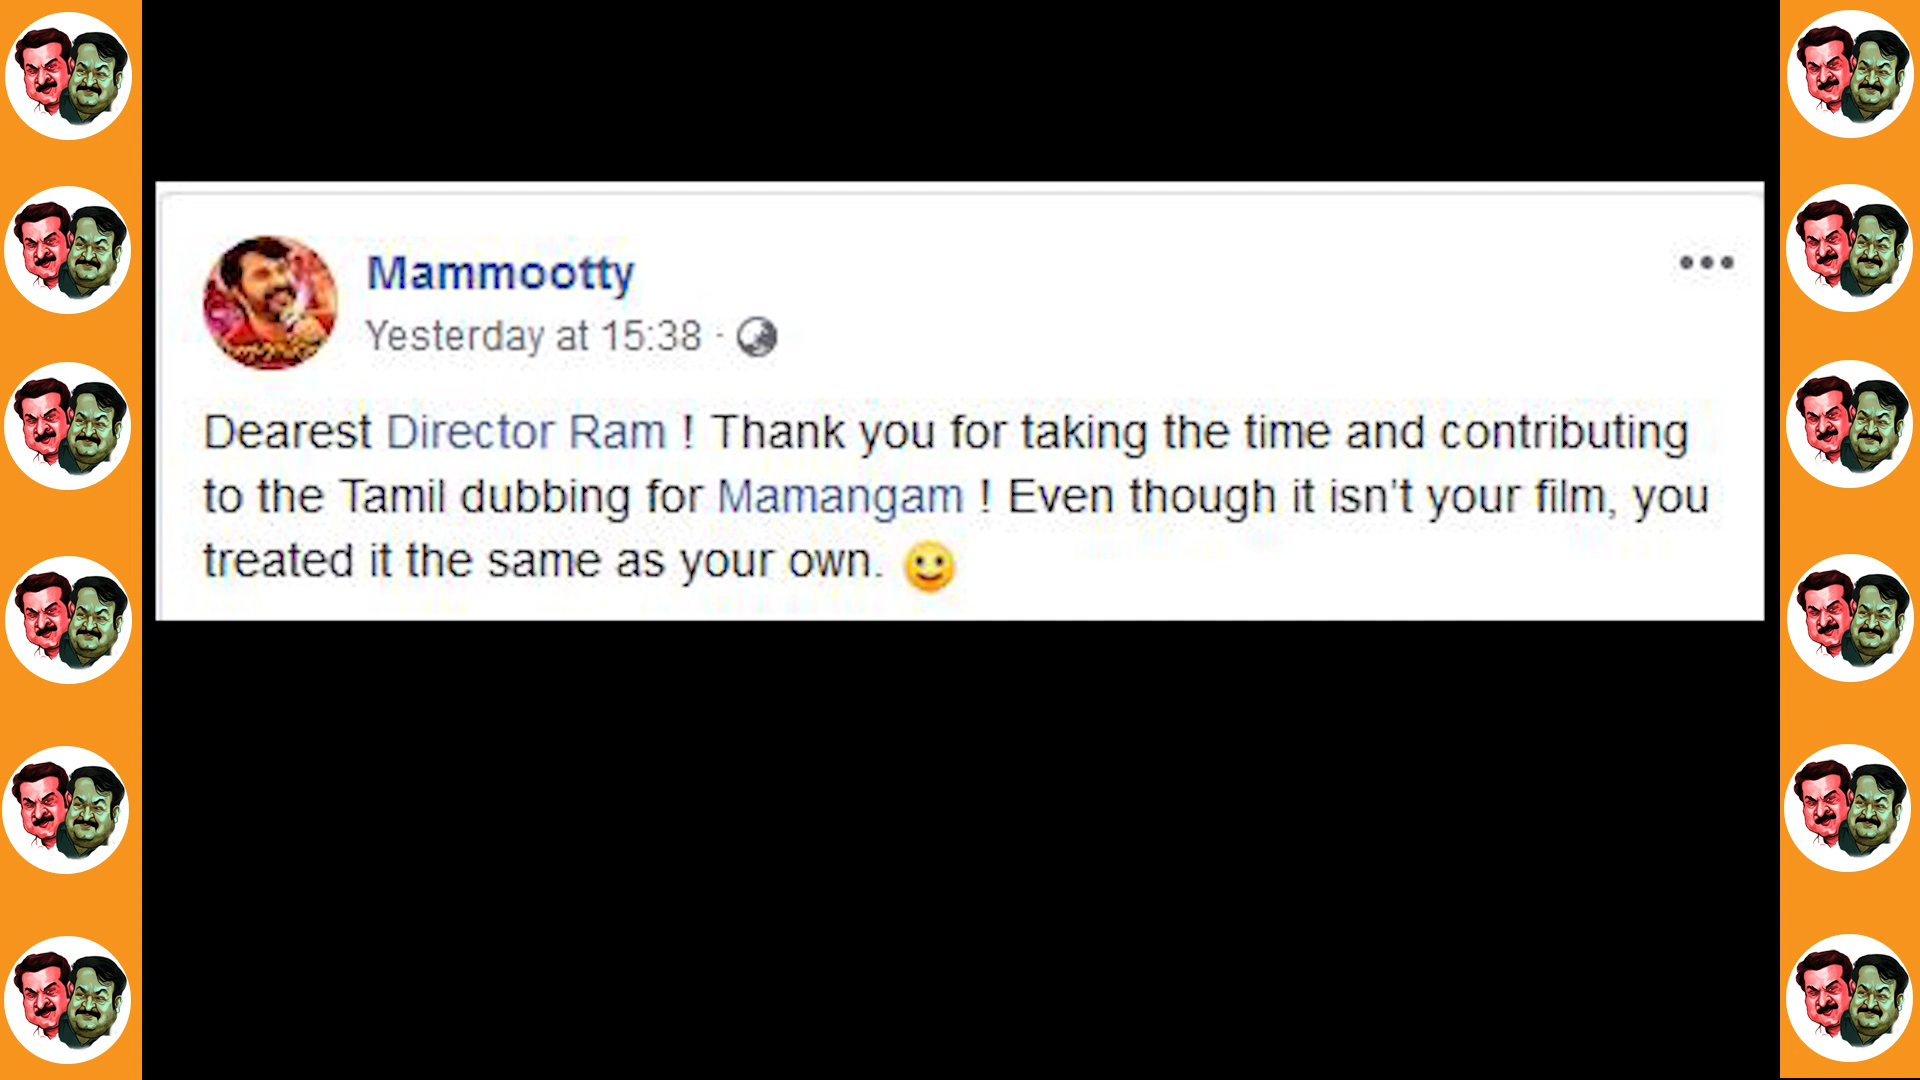 Mammootty
Yesterday at 15:38 ·
Dearest Director Ram ! Thank you for taking the time and contributing
to the Tamil dubbing for Mamangam ! Even though it isn't your film, you
treated it the same as your own. 🙂